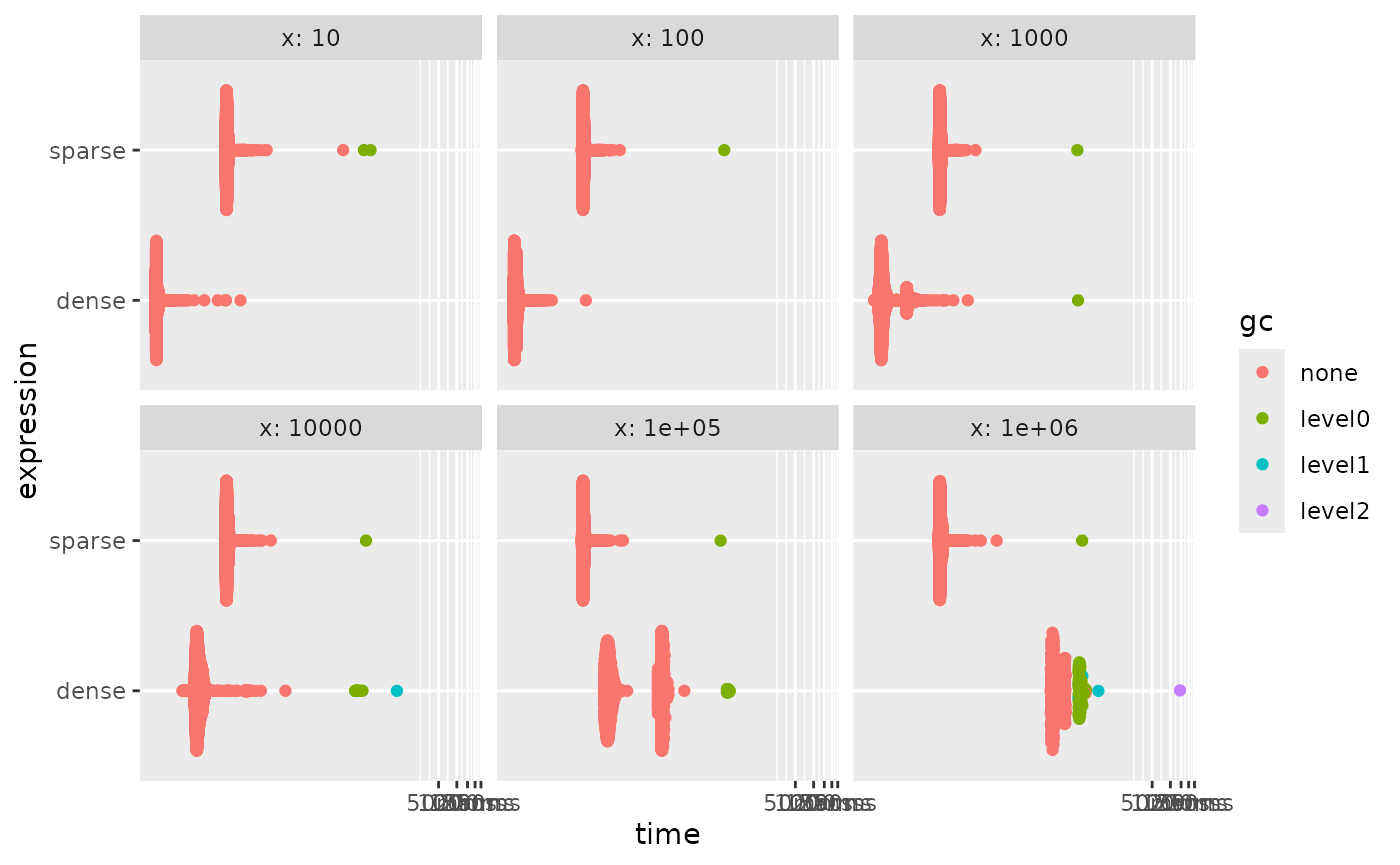 x: 10
x: 100
x: 1000
sparse
dense
x: 10000
x: 1e+05
x: 1e+06
sparse
dense
time
expression
gc
none
level0
level1
level2